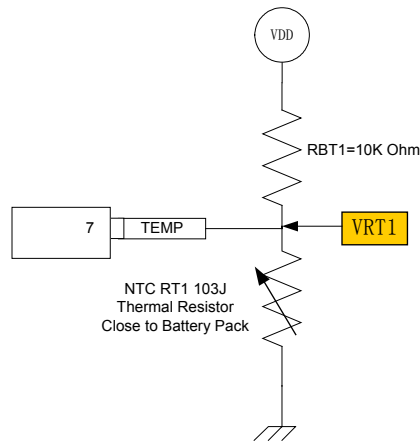 VDD
RBT1=10K Ohm
7
TEMP
VRT1
NTC RT1 103J
Thermal Resistor
Close to Battery Pack